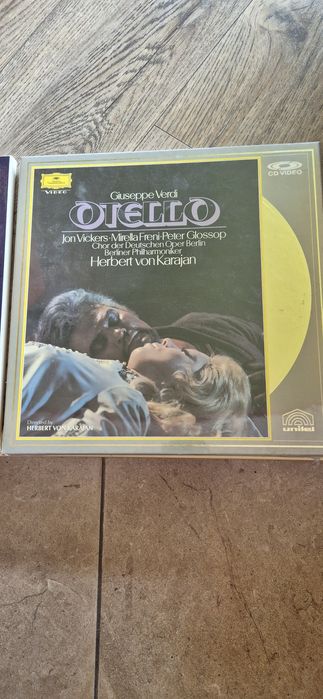 VIDEO
CD VIDEO
Giuseppe Verdi
OTELLO
Jon Vickers·Mirella Freni·Peter Glossop
Chor der Deutschen Oper Berlin
Berliner Philharmoniker
Herbert von Karajan
Directed by
HERBERT VON KARAJAN
unitel